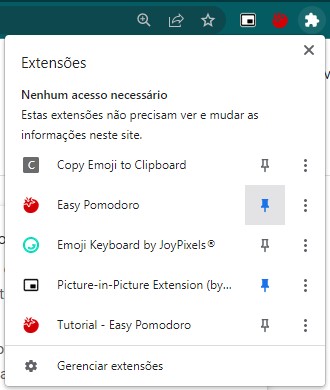 Extensões
Nenhum acesso necessário
Estas extensões não precisam ver e mudar as
informações neste site.
C Copy Emoji to Clipboard
Easy Pomodoro
Emoji Keyboard by JoyPixels®
Picture-in-Picture Extension (by...
Tutorial - Easy Pomodoro
Gerenciar extensões